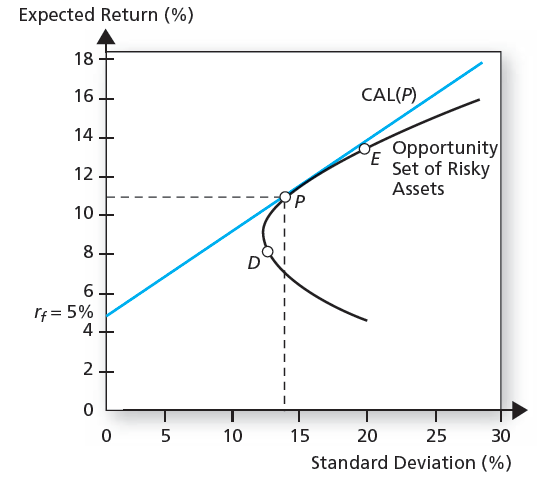 Expected Return (%)
18
16
CAL(P)
14
E
Opportunity
Set of Risky
Assets
12
P
10
D
8
6
rf = 5%
4
2
0
0 5 10 15 20 25 30
Standard Deviation (%)